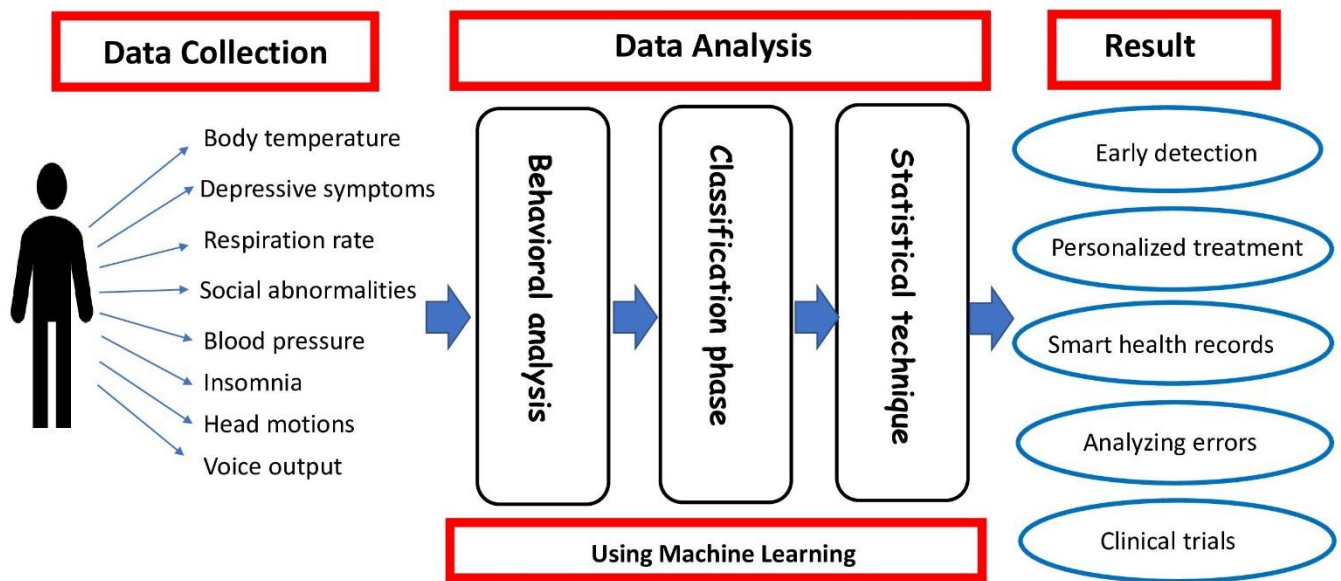 Data Collection
Data Analysis
Result
Body temperature
Depressive symptoms
Respiration rate
Social abnormalities
Blood pressure
Insomnia
Head motions
Voice output
Behavioral analysis
Classification phase
Statistical technique
Using Machine Learning
Early detection
Personalized treatment
Smart health records
Analyzing errors
Clinical trials